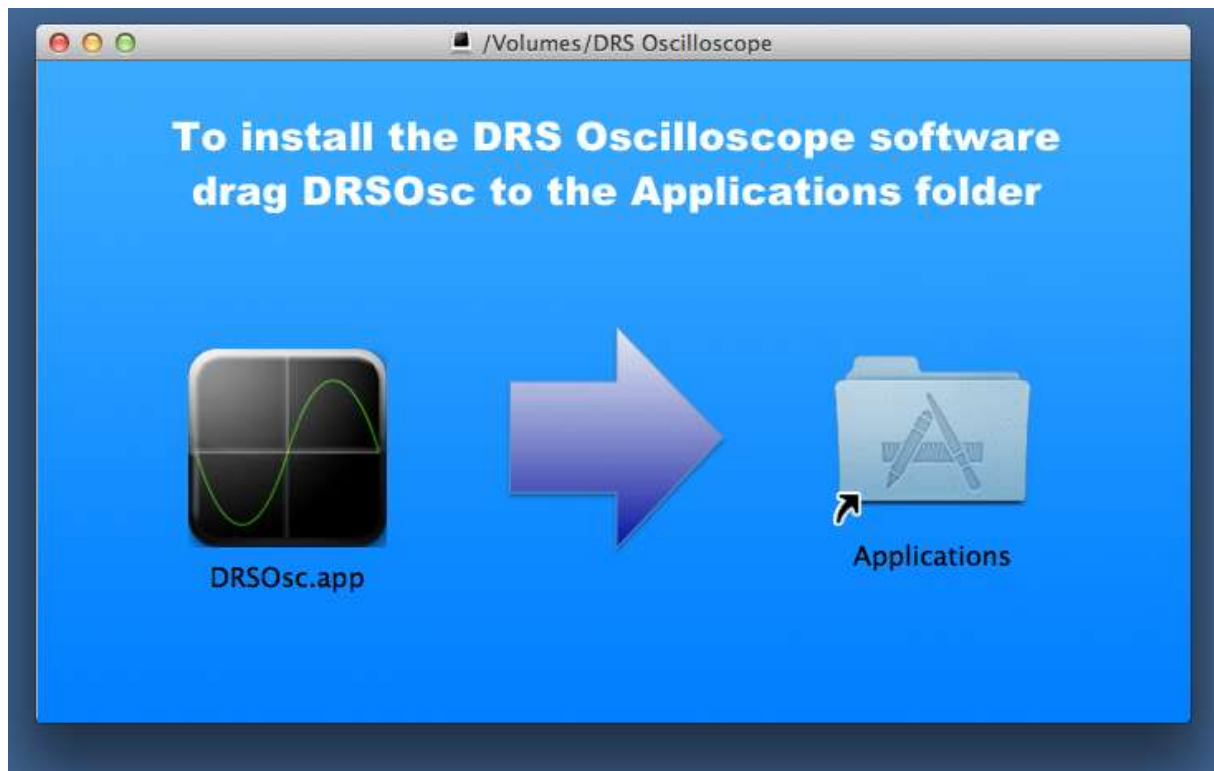 /Volumes/DRS Oscilloscope
To install the DRS Oscilloscope software
drag DRSOsc to the Applications folder
DRSOsc.app
Applications